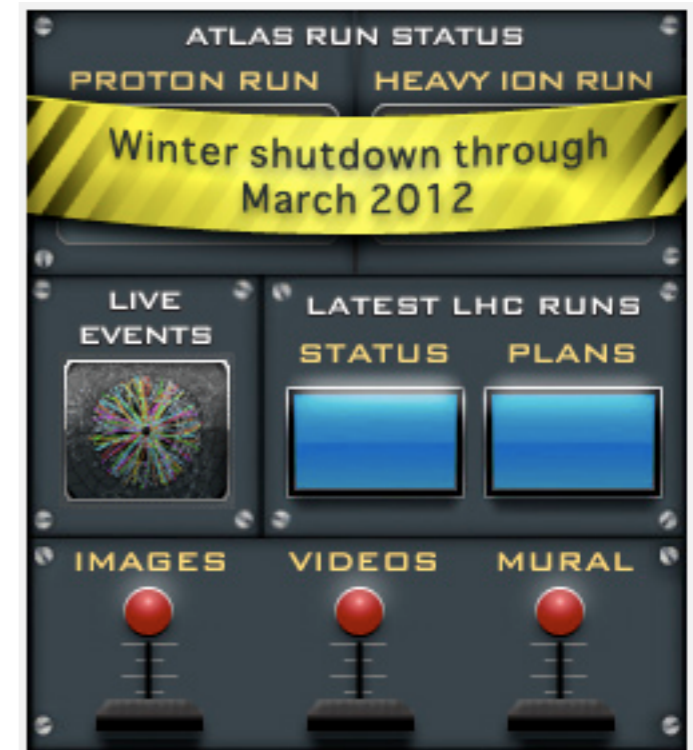 ATLAS RUN STATUS
PROTON RUN HEAVY ION RUN
Winter shutdown through
March 2012
LIVE
EVENTS
LATEST LHC RUNS
STATUS PLANS
IMAGES VIDEOS MURAL